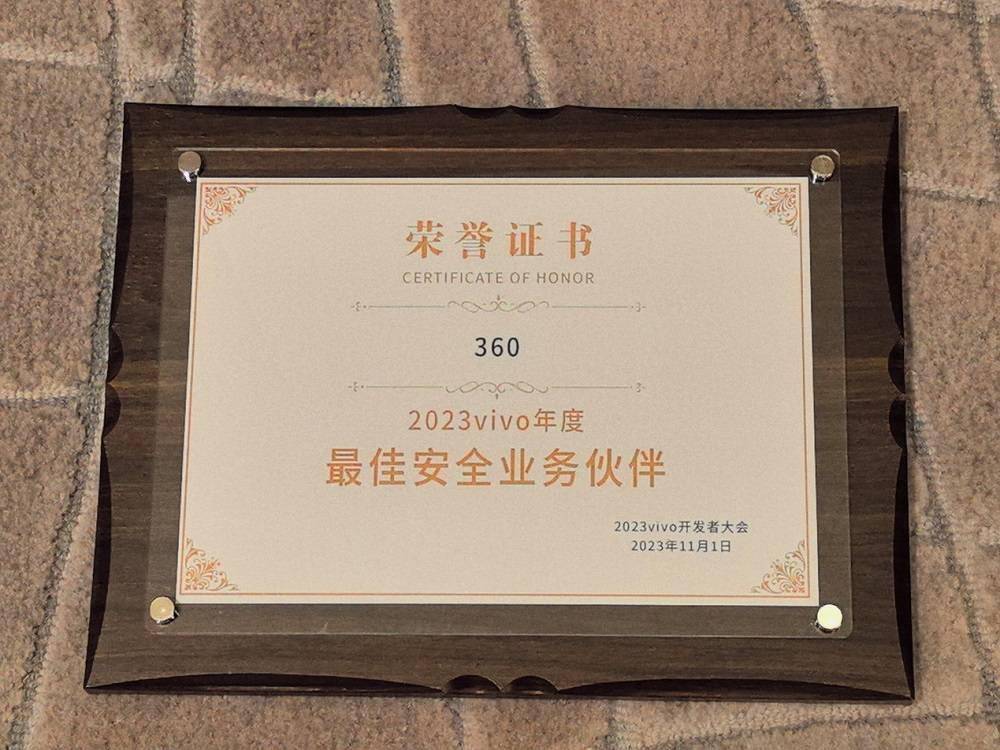 荣誉证书
CERTIFICATE OF HONOR
360
2023vivo年度
最佳安全业务伙伴
2023vivo开发者大会
2023年11月1日